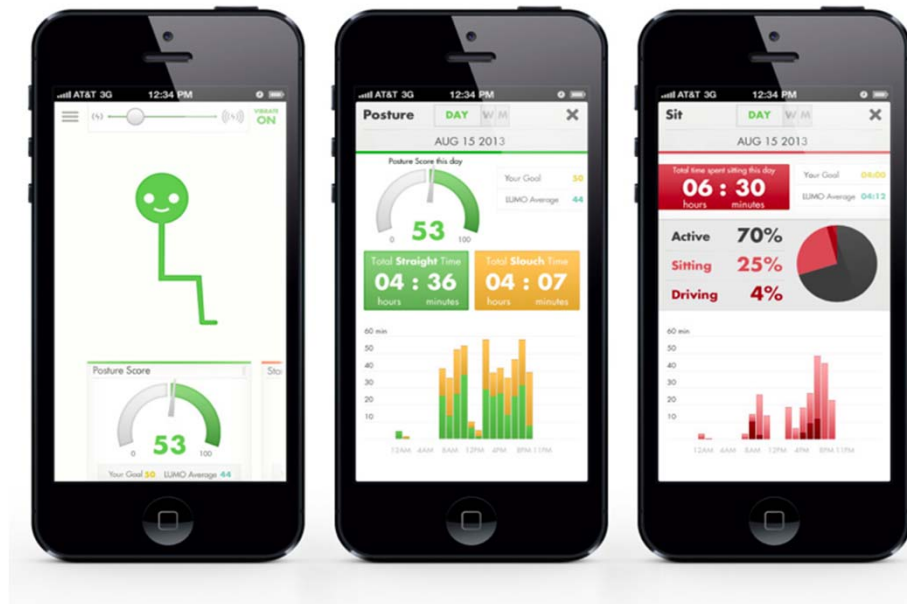 AT&T 3G 12:34 PM
VIBRATE
ON
Posture Score
0 53 100
Your Goal 50 LUMO Average 44
AT&T 3G 12:34 PM
Posture DAY W M
AUG 15 2013
Posture Score this day
Your Goal 50
LUMO Average 44
0 53 100
Total Straight Time
04 : 36
hours minutes
Total Slouch Time
04 : 07
hours minutes
60 min
50
40
30
20
10
12AM 4AM 8AM 12PM 4PM 8PM 11PM
AT&T 3G 12:34 PM
Sit DAY W M
AUG 15 2013
Total time spent sitting this day
06 : 30
hours minutes
Your Goal 04:00
LUMO Average 04:12
Active 70%
Sitting 25%
Driving 4%
60 min
50
40
30
20
10
12AM 4AM 8AM 12PM 4PM 8PM 11PM